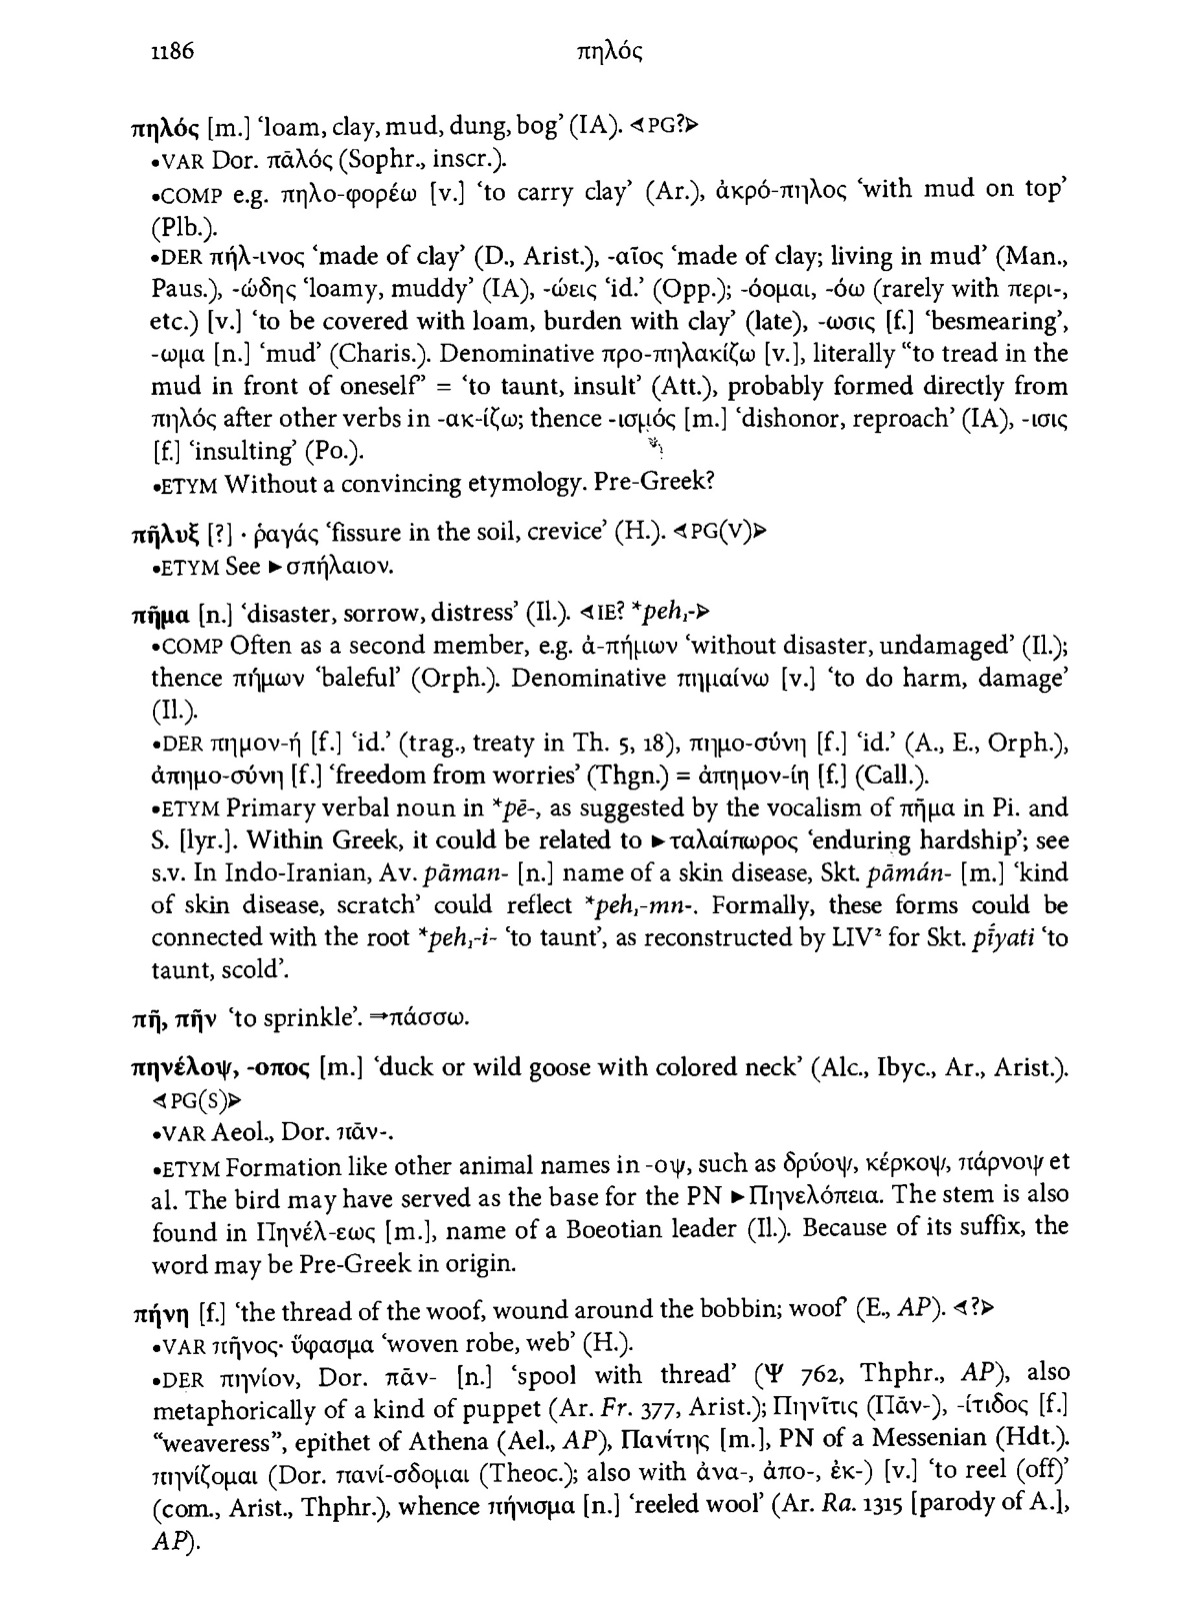 1186 πηλός
πηλός [m.] ‘loam, clay, mud, dung, bog’ (IA). ⊲PG?⊳
•VAR Dor. πᾱλός (Sophr., inscr.).
•COMP e.g. πηλο-φορέω [v.] ‘to carry clay’ (Ar.), ἀκρό-πηλος ‘with mud on top’
(Plb.).
•DER πήλ-ινος ‘made of clay’ (D., Arist.), -αῖος ‘made of clay; living in mud’ (Man.,
Paus.), -ώδης ‘loamy, muddy’ (IA), -ώεις ‘id.’ (Opp.); -όομαι, -όω (rarely with περι-,
etc.) [v.] ‘to be covered with loam, burden with clay’ (late), -ωσις [f.] ‘besmearing’,
-ωμα [n.] ‘mud’ (Charis.). Denominative προ-πηλακίζω [v.], literally “to tread in the
mud in front of oneself” = ‘to taunt, insult’ (Att.), probably formed directly from
πηλός after other verbs in -ακ-ίζω; thence -ισμός [m.] ‘dishonor, reproach’ (IA), -ισις
[f.] ‘insulting’ (Po.).
•ETYM Without a convincing etymology. Pre-Greek?
πῆλυξ [?] · ῥαγάς ‘fissure in the soil, crevice’ (H.). ⊲PG(V)⊳
•ETYM See ►σπήλαιον.
πῆμα [n.] ‘disaster, sorrow, distress’ (Il.). ⊲IE? *peh₁-⊳
•COMP Often as a second member, e.g. ἀ-πήμων ‘without disaster, undamaged’ (Il.);
thence πήμων ‘baleful’ (Orph.). Denominative πημαίνω [v.] ‘to do harm, damage’
(Il.).
•DER πημον-ή [f.] ‘id.’ (trag., treaty in Th. 5, 18), πημο-σύνη [f.] ‘id.’ (A., E., Orph.),
ἀπημο-σύνη [f.] ‘freedom from worries’ (Thgn.) = ἀπημον-ίη [f.] (Call.).
•ETYM Primary verbal noun in *pē-, as suggested by the vocalism of πῆμα in Pi. and
S. [lyr.]. Within Greek, it could be related to ►ταλαίπωρος ‘enduring hardship’; see
s.v. In Indo-Iranian, Av. pāman- [n.] name of a skin disease, Skt. pāmán- [m.] ‘kind
of skin disease, scratch’ could reflect *peh₁-mn-. Formally, these forms could be
connected with the root *peh₁-i- ‘to taunt’, as reconstructed by LIV² for Skt. pī́yati ‘to
taunt, scold’.
πῆ, πῆν ‘to sprinkle’. ⇒πάσσω.
πηνέλοψ, -οπος [m.] ‘duck or wild goose with colored neck’ (Alc., Ibyc., Ar., Arist.).
⊲PG(S)⊳
•VAR Aeol., Dor. πᾱν-.
•ETYM Formation like other animal names in -οψ, such as δρύοψ, κέρκοψ, πάρνοψ et
al. The bird may have served as the base for the PN ►Πηνελόπεια. The stem is also
found in Πηνέλ-εως [m.], name of a Boeotian leader (Il.). Because of its suffix, the
word may be Pre-Greek in origin.
πήνη [f.] ‘the thread of the woof, wound around the bobbin; woof’ (E., AP). ⊲?⊳
•VAR πῆνος· ὕφασμα ‘woven robe, web’ (H.).
•DER πηνίον, Dor. πᾱν- [n.] ‘spool with thread’ (Ψ 762, Thphr., AP), also
metaphorically of a kind of puppet (Ar. Fr. 377, Arist.); Πηνῖτις (Πᾱν-), -ίτιδος [f.]
“weaveress”, epithet of Athena (Ael., AP), Πανίτης [m.], PN of a Messenian (Hdt.).
πηνίζομαι (Dor. πανί-σδομαι (Theoc.); also with ἀνα-, ἀπο-, ἐκ-) [v.] ‘to reel (off)’
(com., Arist., Thphr.), whence πήνισμα [n.] ‘reeled wool’ (Ar. Ra. 1315 [parody of A.],
AP).